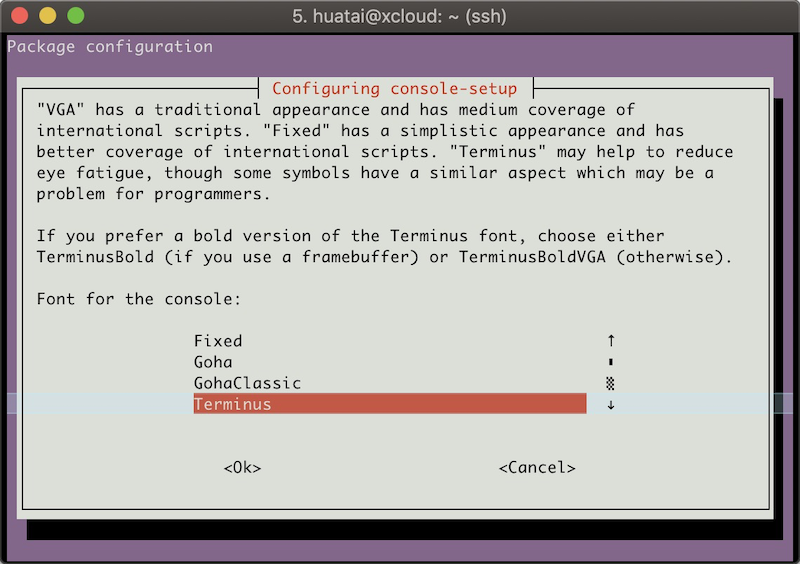 5. huatai@xcloud: ~ (ssh)
Package configuration
Configuring console-setup
"VGA" has a traditional appearance and has medium coverage of
international scripts. "Fixed" has a simplistic appearance and has
better coverage of international scripts. "Terminus" may help to reduce
eye fatigue, though some symbols have a similar aspect which may be a
problem for programmers.
If you prefer a bold version of the Terminus font, choose either
TerminusBold (if you use a framebuffer) or TerminusBoldVGA (otherwise).
Font for the console:
Fixed ↑
Goha
GohaClassic
Terminus ↓
<Ok> <Cancel>